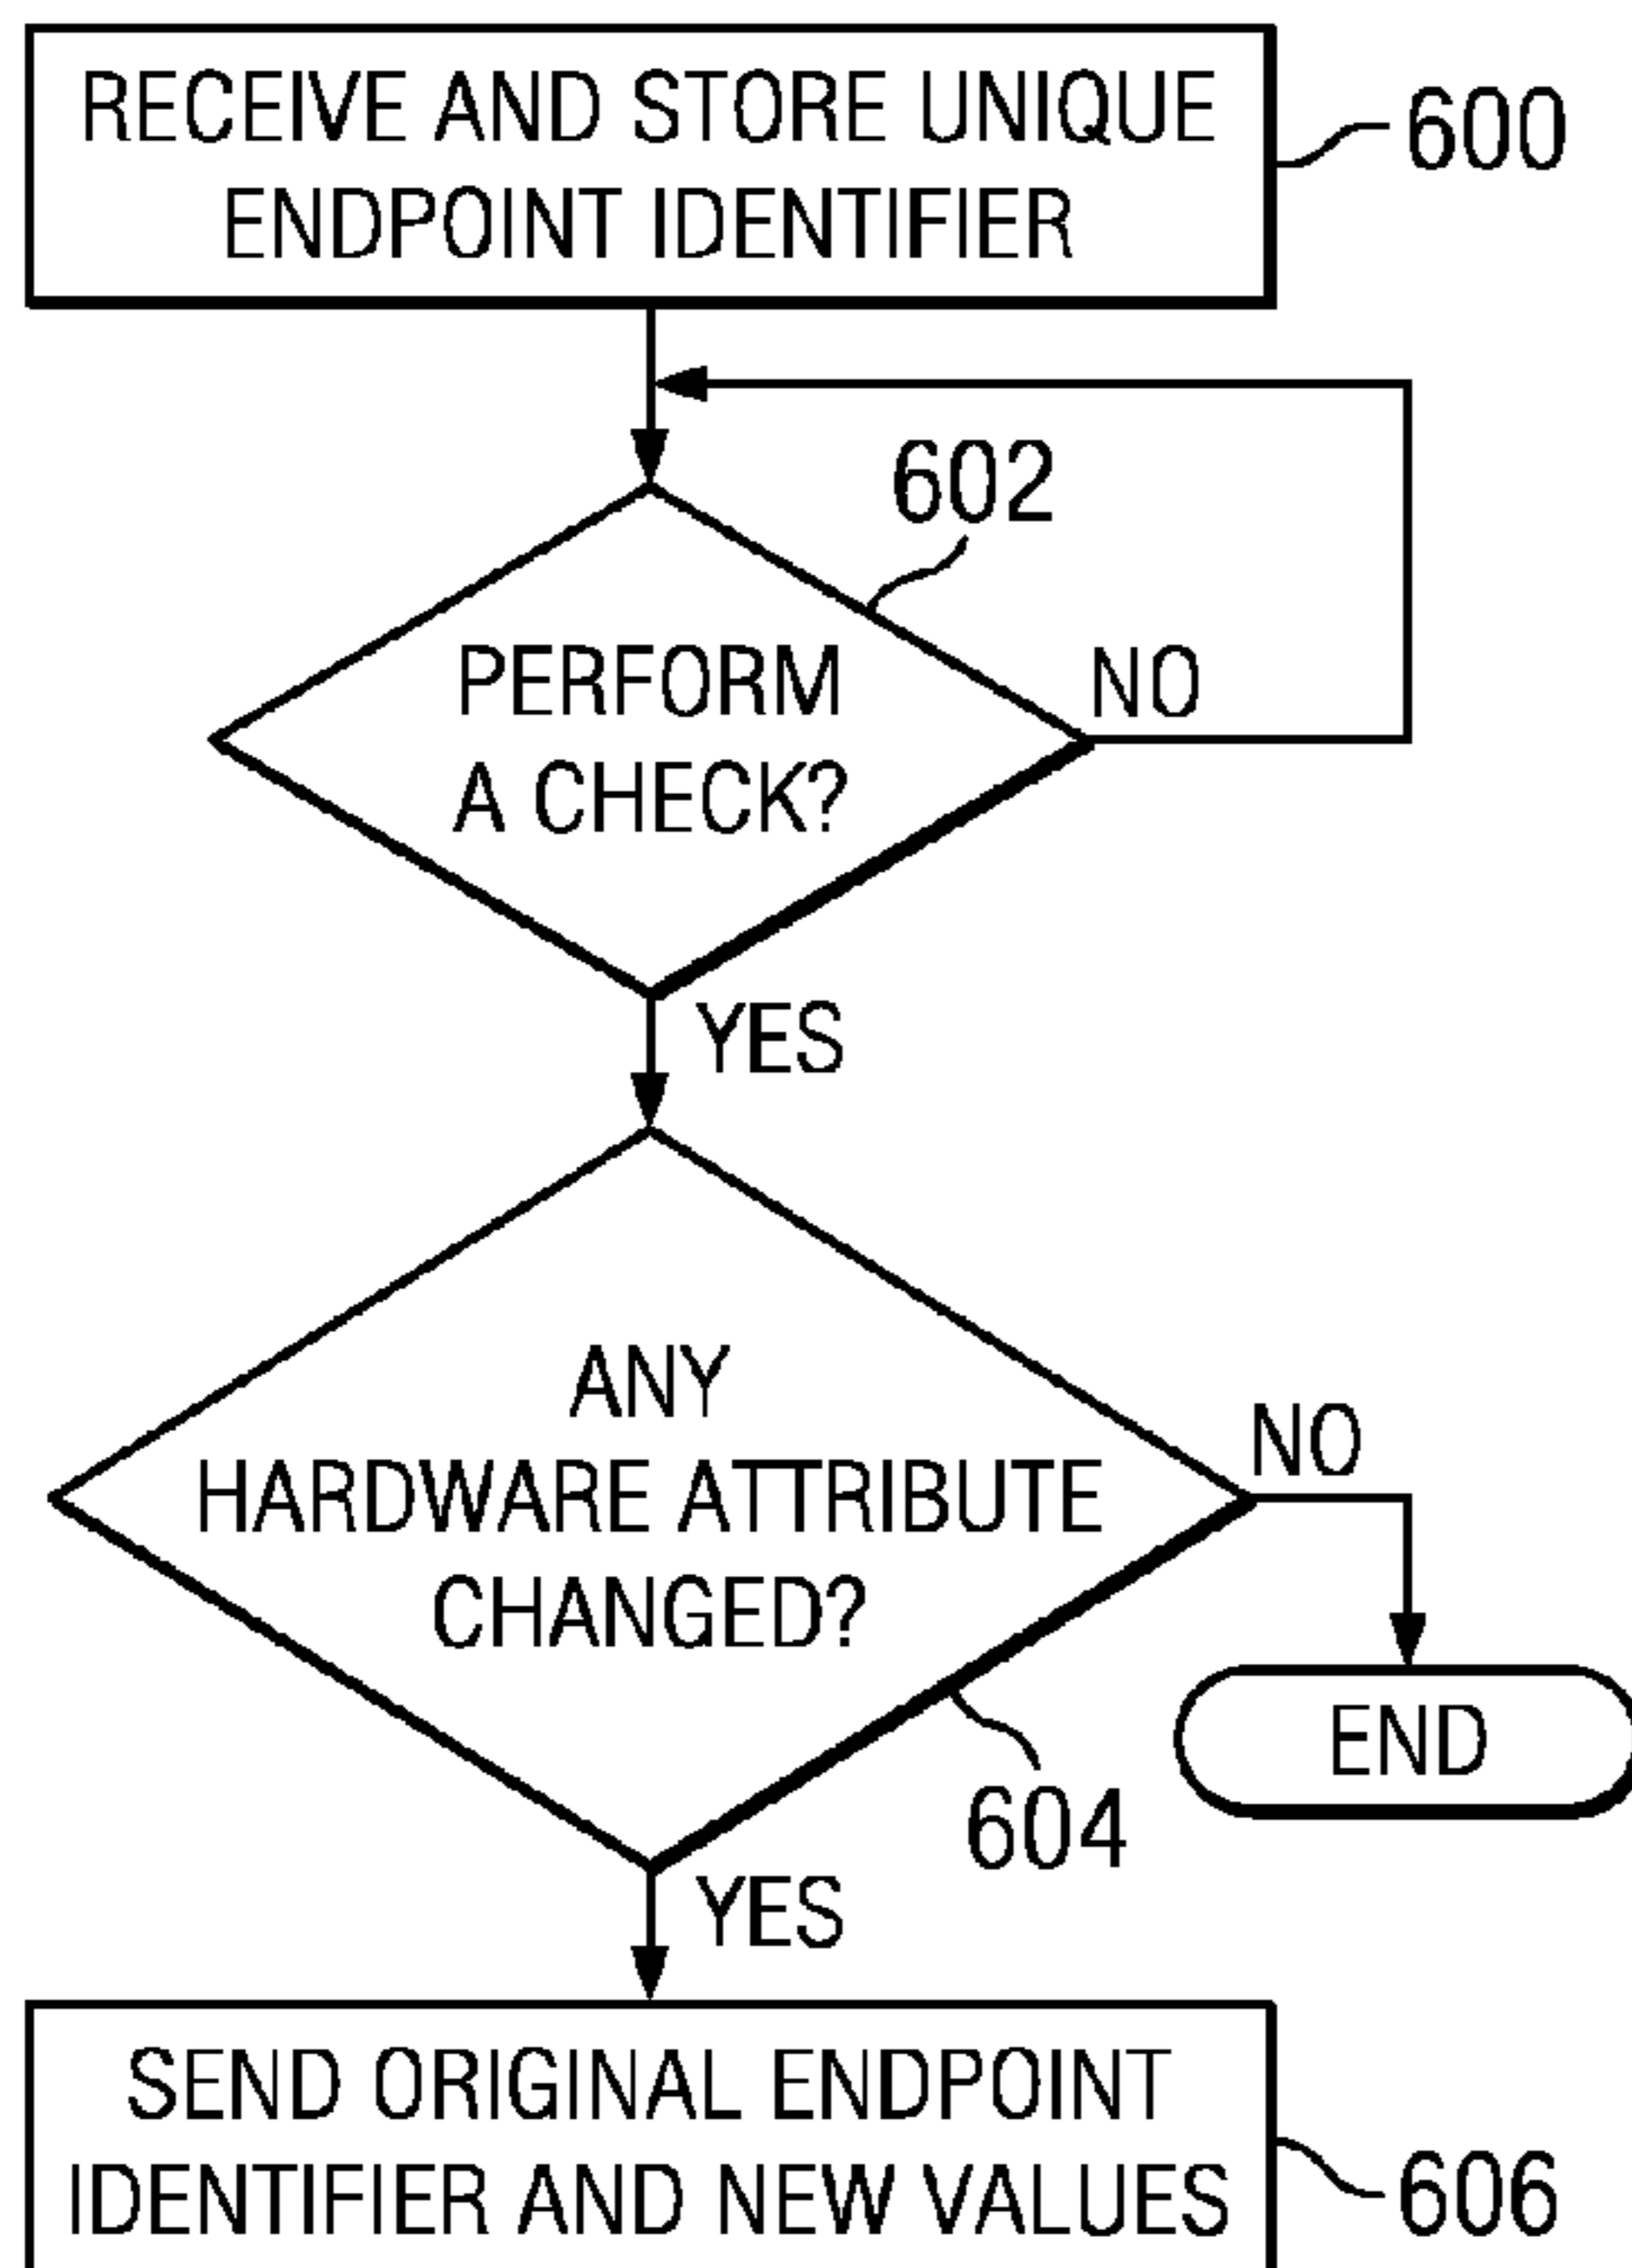 RECEIVE AND STORE UNIQUE
ENDPOINT IDENTIFIER
600
602
PERFORM
A CHECK?
NO
YES
ANY
HARDWARE ATTRIBUTE
CHANGED?
NO
END
604
YES
SEND ORIGINAL ENDPOINT
IDENTIFIER AND NEW VALUES
606